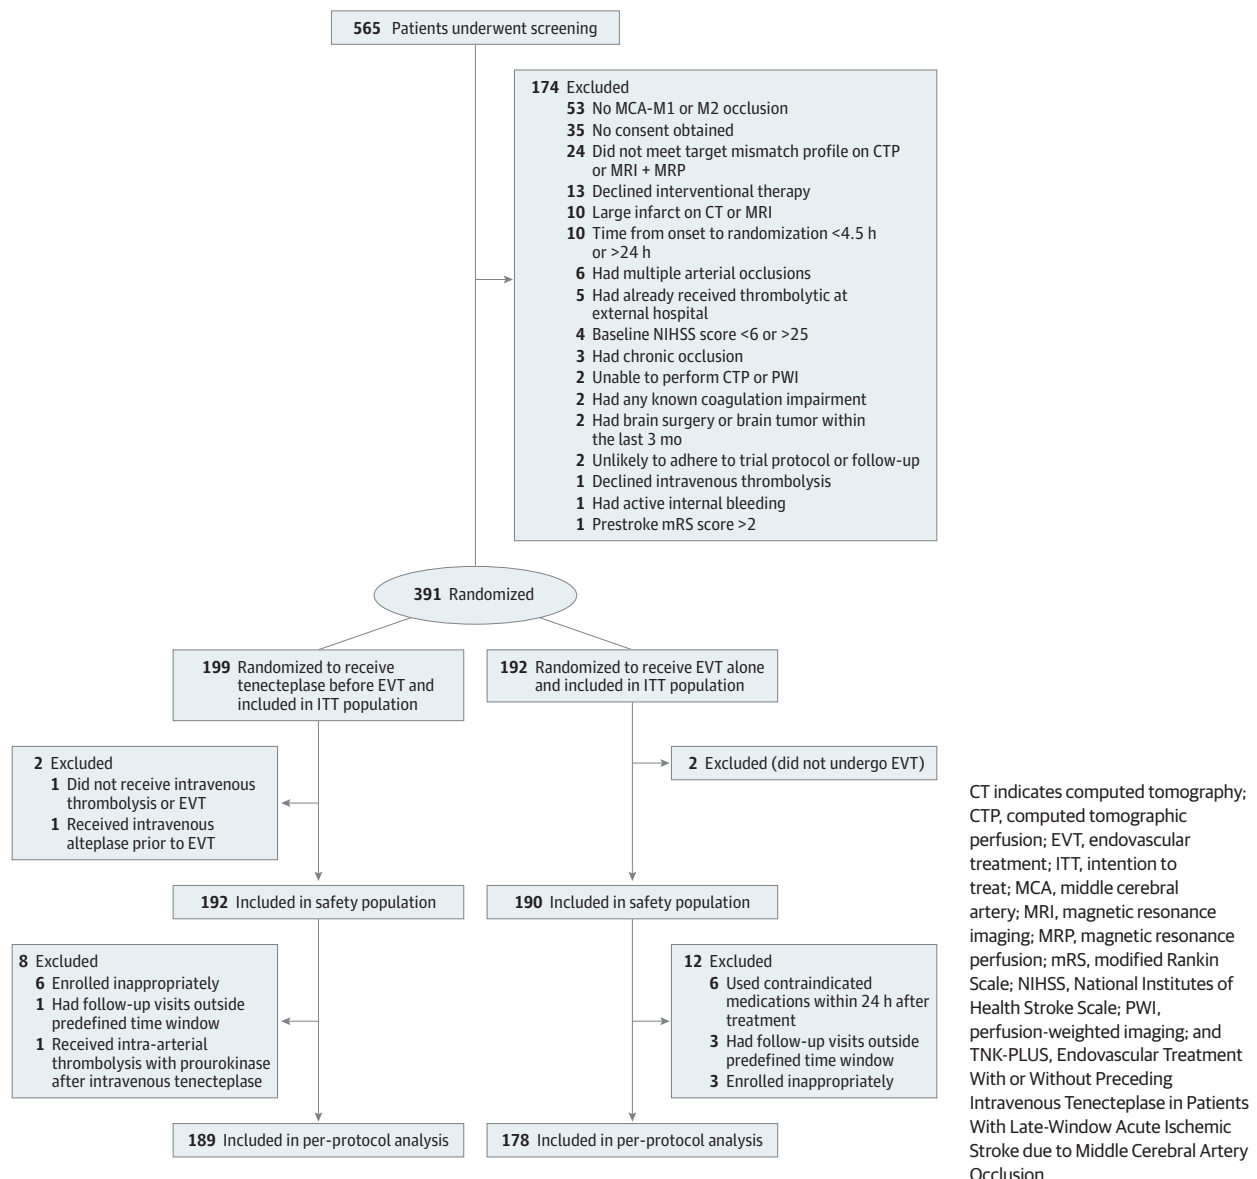 565 Patients underwent screening
174 Excluded
53 No MCA-M1 or M2 occlusion
35 No consent obtained
24 Did not meet target mismatch profile on CTP
or MRI + MRP
13 Declined interventional therapy
10 Large infarct on CT or MRI
10 Time from onset to randomization <4.5 h
or >24 h
6 Had multiple arterial occlusions
5 Had already received thrombolytic at
external hospital
4 Baseline NIHSS score <6 or >25
3 Had chronic occlusion
2 Unable to perform CTP or PWI
2 Had any known coagulation impairment
2 Had brain surgery or brain tumor within
the last 3 mo
2 Unlikely to adhere to trial protocol or follow-up
1 Declined intravenous thrombolysis
1 Had active internal bleeding
1 Prestroke mRS score >2
391 Randomized
199 Randomized to receive
tenecteplase before EVT and
included in ITT population
192 Randomized to receive EVT alone
and included in ITT population
2 Excluded
1 Did not receive intravenous
thrombolysis or EVT
1 Received intravenous
alteplase prior to EVT
2 Excluded (did not undergo EVT)
192 Included in safety population
190 Included in safety population
8 Excluded
6 Enrolled inappropriately
1 Had follow-up visits outside
predefined time window
1 Received intra-arterial
thrombolysis with prourokinase
after intravenous tenecteplase
12 Excluded
6 Used contraindicated
medications within 24 h after
treatment
3 Had follow-up visits outside
predefined time window
3 Enrolled inappropriately
189 Included in per-protocol analysis
178 Included in per-protocol analysis
CT indicates computed tomography;
CTP, computed tomographic
perfusion; EVT, endovascular
treatment; ITT, intention to
treat; MCA, middle cerebral
artery; MRI, magnetic resonance
imaging; MRP, magnetic resonance
perfusion; mRS, modified Rankin
Scale; NIHSS, National Institutes of
Health Stroke Scale; PWI,
perfusion-weighted imaging; and
TNK-PLUS, Endovascular Treatment
With or Without Preceding
Intravenous Tenecteplase in Patients
With Late-Window Acute Ischemic
Stroke due to Middle Cerebral Artery
Occlusion